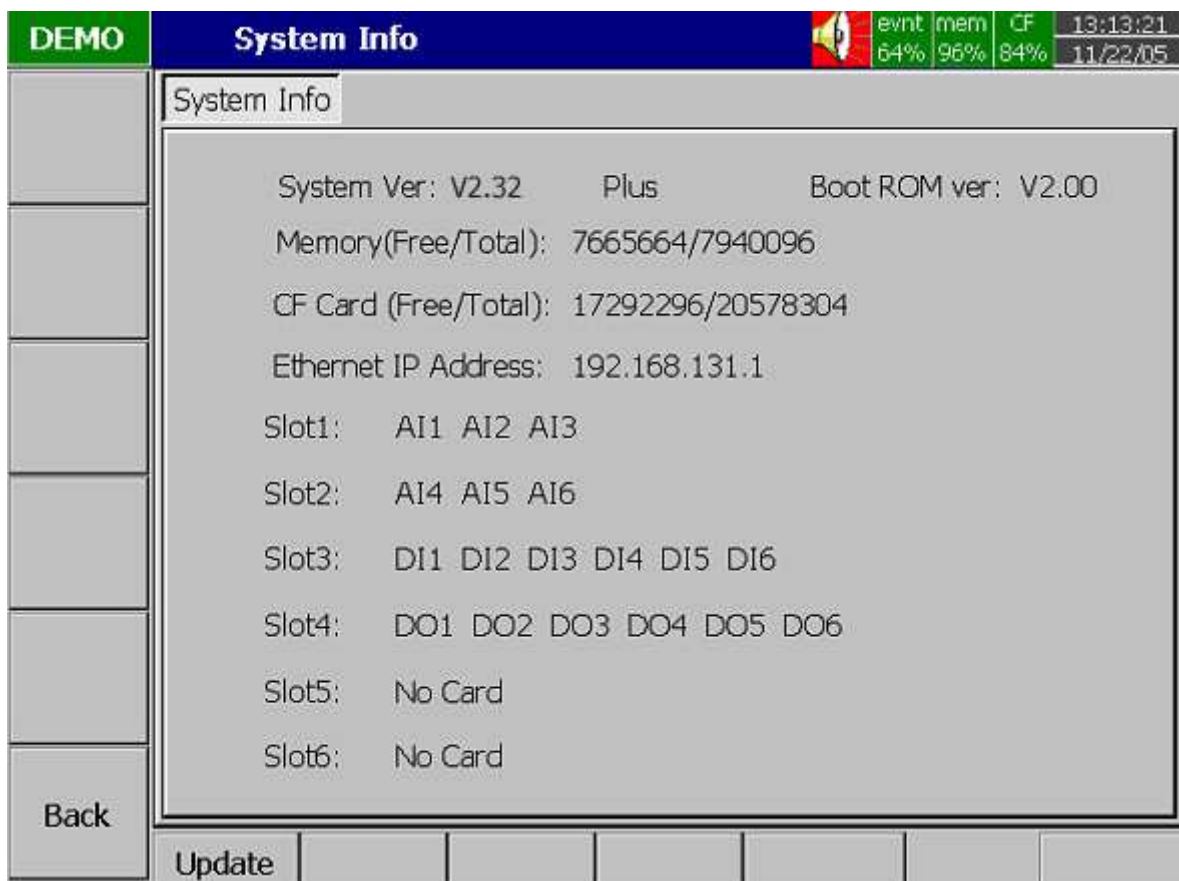 DEMO System Info evnt mem CF 13:13:21
64% 96% 84% 11/22/05
System Info
System Ver: V2.32 Plus Boot ROM ver: V2.00
Memory(Free/Total): 7665664/7940096
CF Card (Free/Total): 17292296/20578304
Ethernet IP Address: 192.168.131.1
Slot1: AI1 AI2 AI3
Slot2: AI4 AI5 AI6
Slot3: DI1 DI2 DI3 DI4 DI5 DI6
Slot4: DO1 DO2 DO3 DO4 DO5 DO6
Slot5: No Card
Slot6: No Card
Back
Update